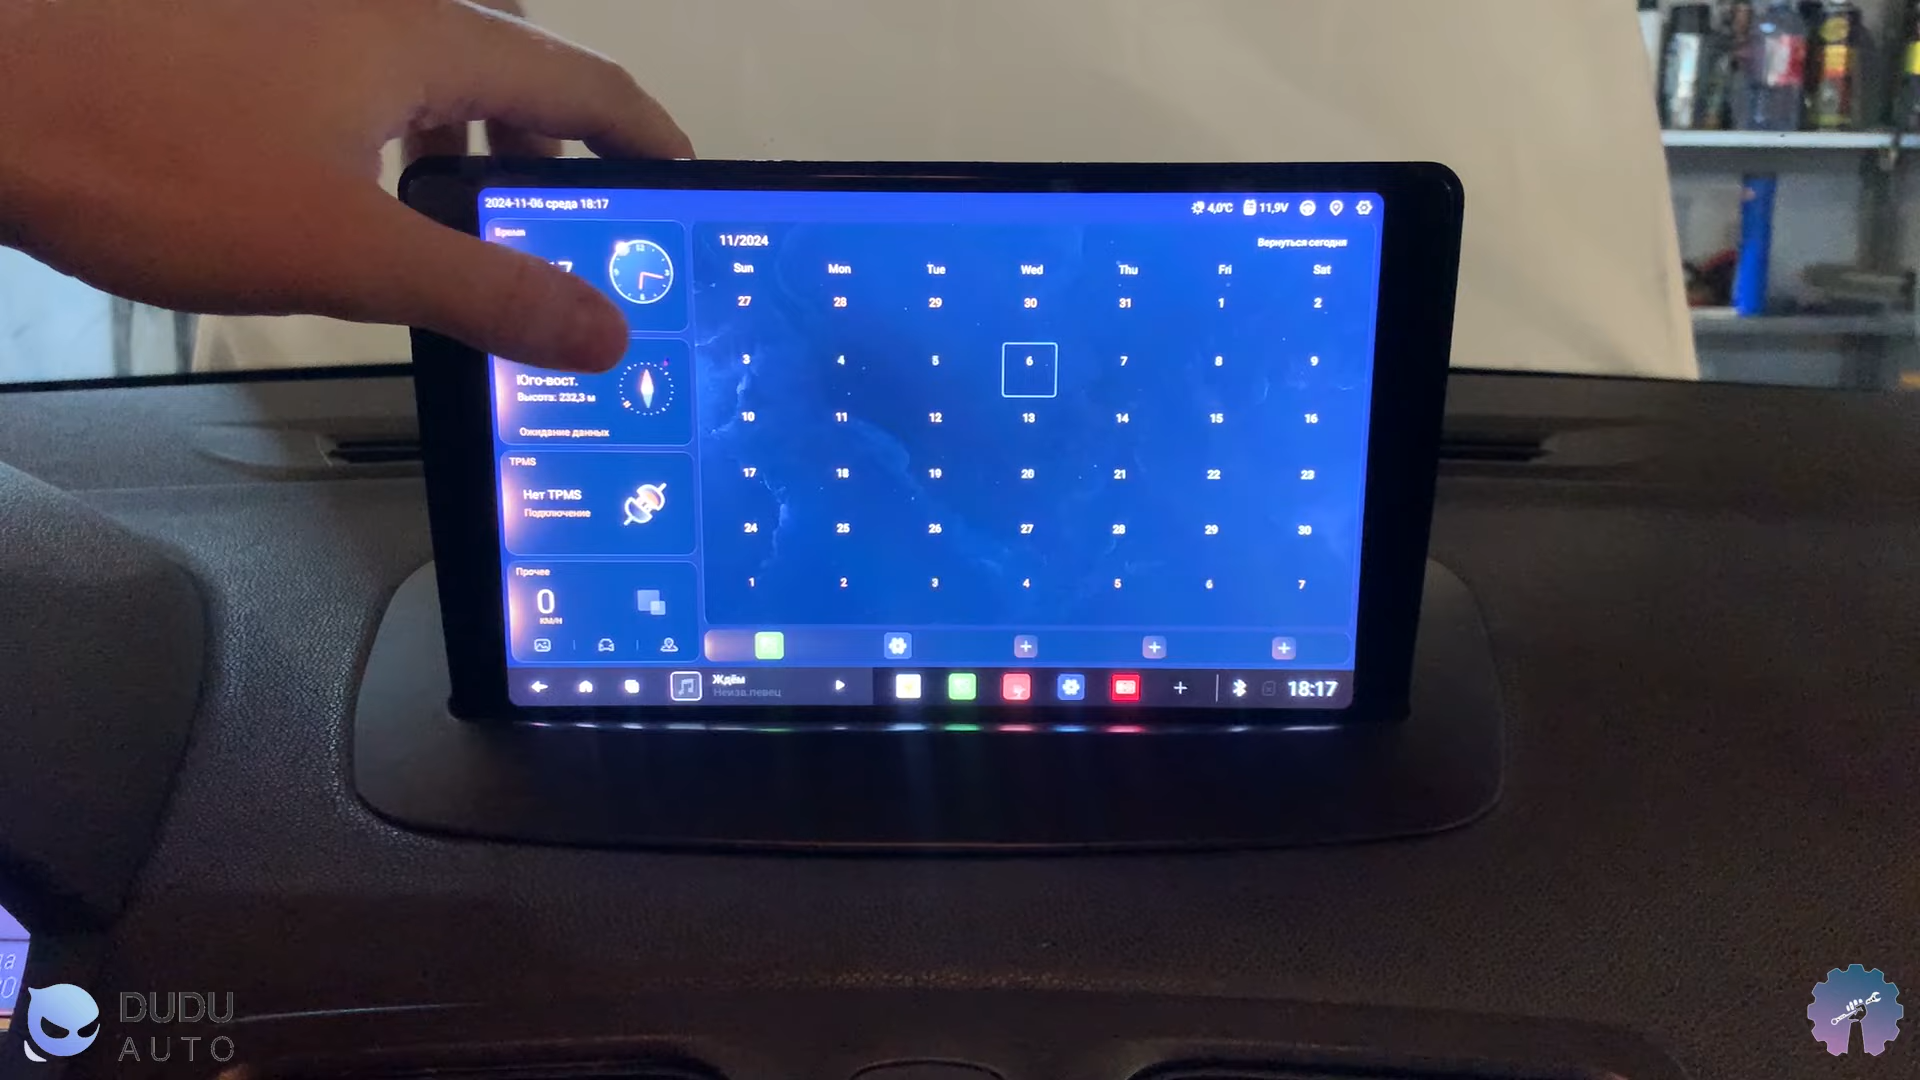 2024-11-06 среда 18:17
4,0°C 11,9V
Время
11/2024
Вернуться сегодня
Sun Mon Tue Wed Thu Fri Sat
27 28 29 30 31 1 2
3 4 5 6 7 8 9
10 11 12 13 14 15 16
17 18 19 20 21 22 23
24 25 26 27 28 29 30
1 2 3 4 5 6 7
Юго-вост.
Высота: 232,3 м
Ожидание данных
TPMS
Нет TPMS
Подключение
Прочее
0
КМ/Н
Ждём
Неизв.певец
18:17
DUDU
AUTO